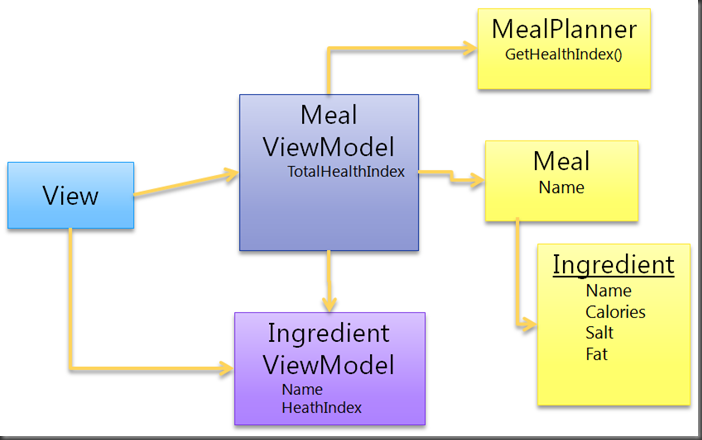 MealPlanner
GetHealthIndex()
Meal
ViewModel
TotalHealthIndex
View
Meal
Name
Ingredient
Name
Calories
Salt
Fat
Ingredient
ViewModel
Name
HeathIndex